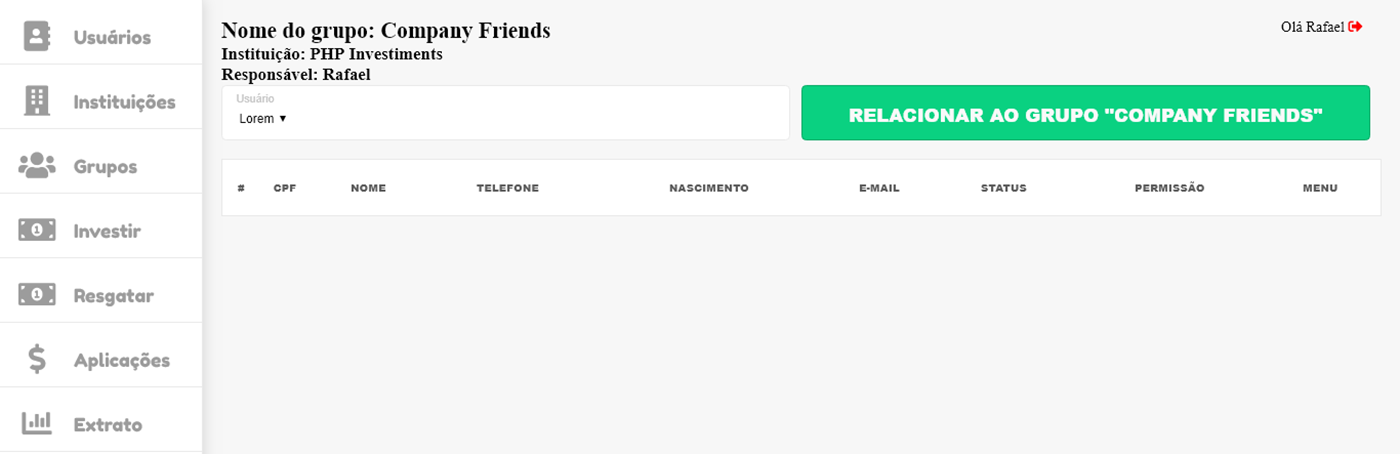 Usuários
Instituições
Grupos
Investir
Resgatar
Aplicações
Extrato
Nome do grupo: Company Friends
Instituição: PHP Investiments
Responsável: Rafael
Olá Rafael
Usuário
Lorem
RELACIONAR AO GRUPO "COMPANY FRIENDS"
# CPF NOME TELEFONE NASCIMENTO E-MAIL STATUS PERMISSÃO MENU